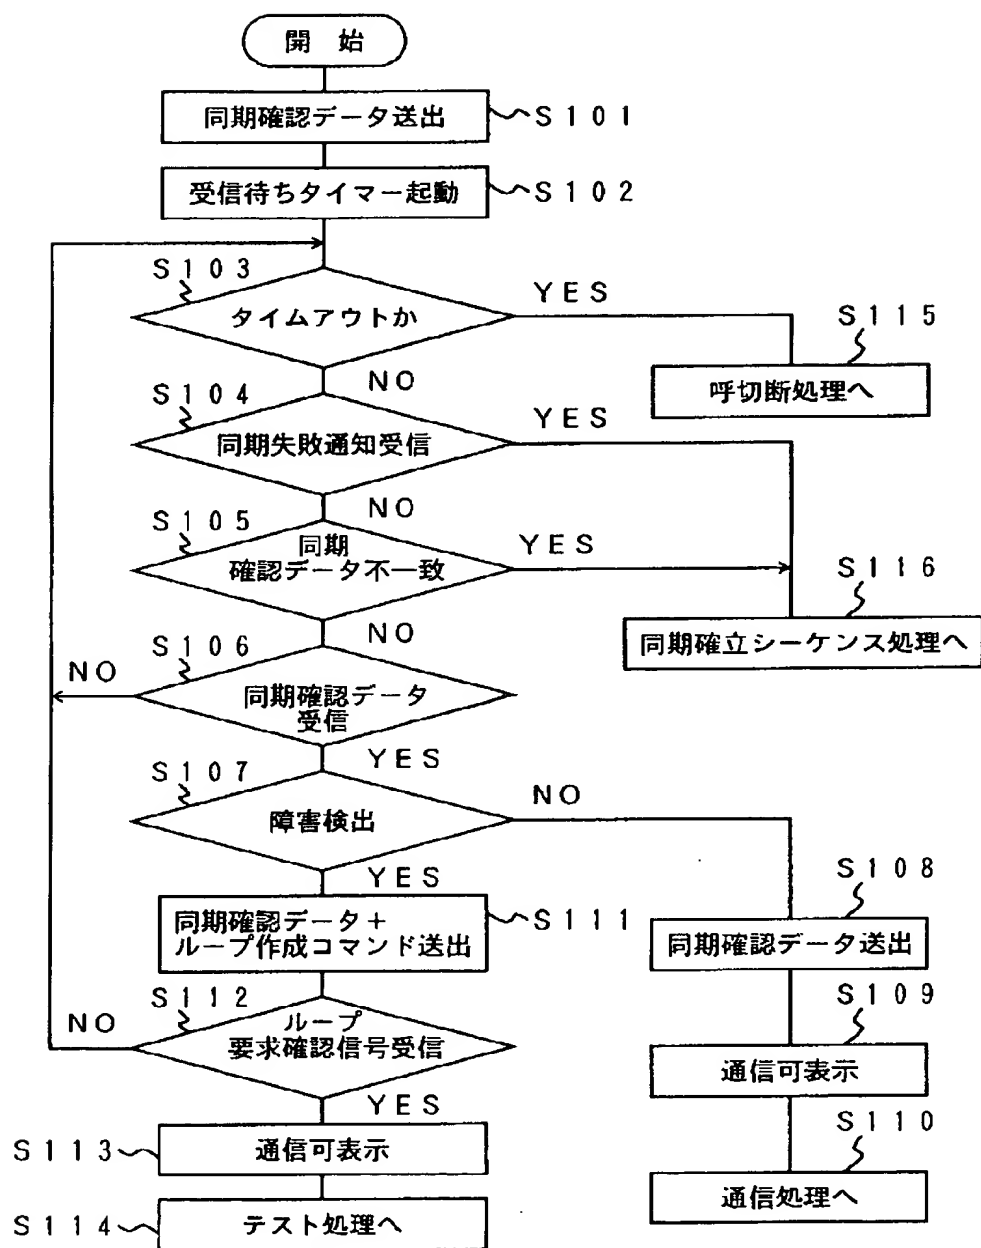 開 始
同期確認データ送出
S101
受信待ちタイマー起動
S102
S103
タイムアウトか
YES
S115
呼切断処理へ
NO
S104
同期失敗通知受信
YES
NO
S105
同期
確認データ不一致
YES
S116
同期確立シーケンス処理へ
NO
S106
NO
同期確認データ
受信
YES
S107
障害検出
NO
YES
S108
同期確認データ送出
同期確認データ+
ループ作成コマンド送出
S111
S109
通信可表示
S112
NO
ループ
要求確認信号受信
YES
S110
通信処理へ
S113
通信可表示
S114
テスト処理へ